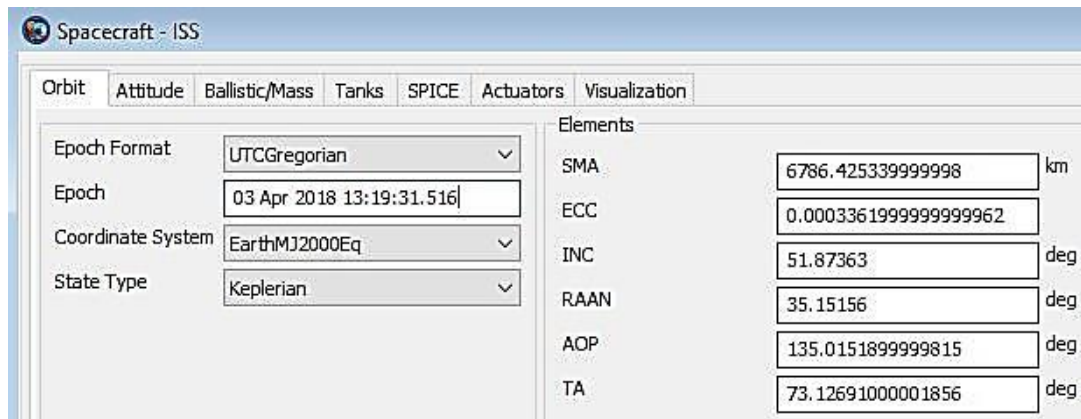 Spacecraft - ISS
Orbit Attitude Ballistic/Mass Tanks SPICE Actuators Visualization
Epoch Format UTCGregorian
Epoch 03 Apr 2018 13:19:31.516
Coordinate System EarthMJ2000Eq
State Type Keplerian
Elements
SMA 6786.425339999998 km
ECC 0.0003361999999999962
INC 51.87363 deg
RAAN 35.15156 deg
AOP 135.0151899999815 deg
TA 73.12691000001856 deg